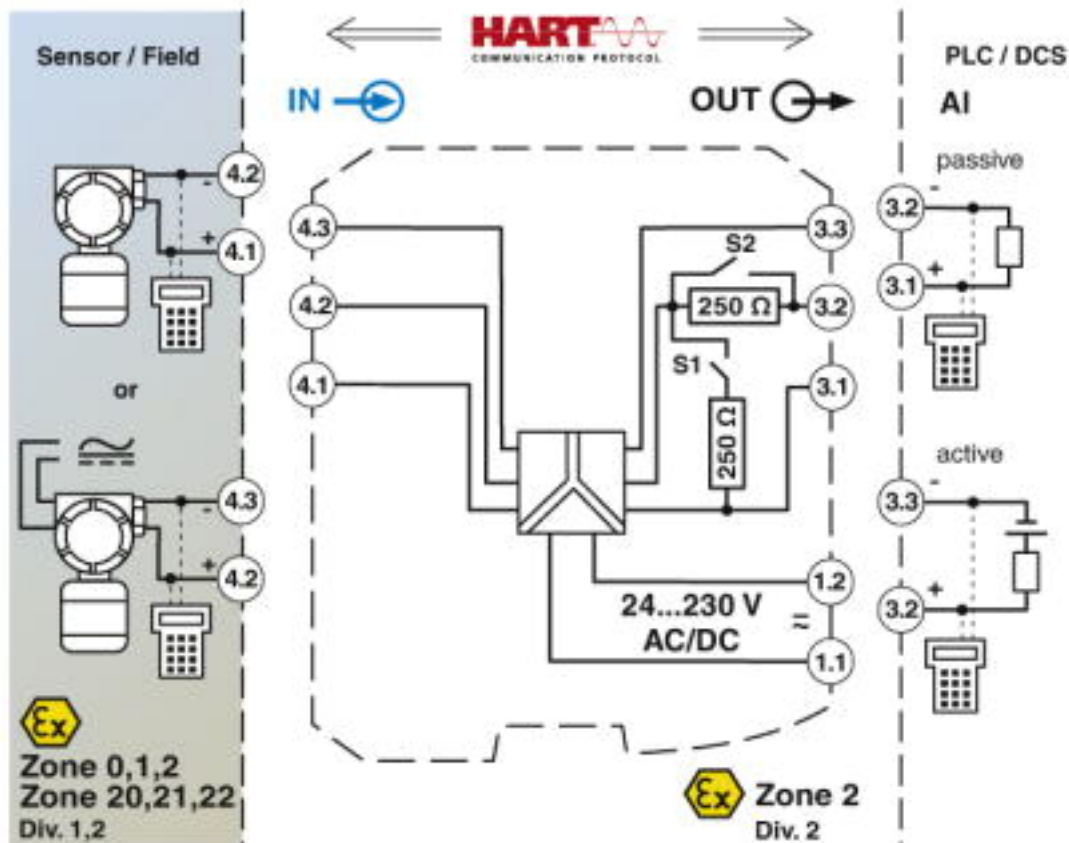 HART
COMMUNICATION PROTOCOL
Sensor / Field
PLC / DCS
IN
OUT
AI
passive
4.2
-
+
4.1
or
4.3
-
+
4.2
4.3
4.2
4.1
3.3
S2
250 Ω
3.2
S1
250 Ω
3.1
24...230 V
AC/DC
1.2
1.1
3.2
-
3.1
+
active
3.3
-
3.2
+
Ex
Zone 0,1,2
Zone 20,21,22
Div. 1,2
Ex
Zone 2
Div. 2